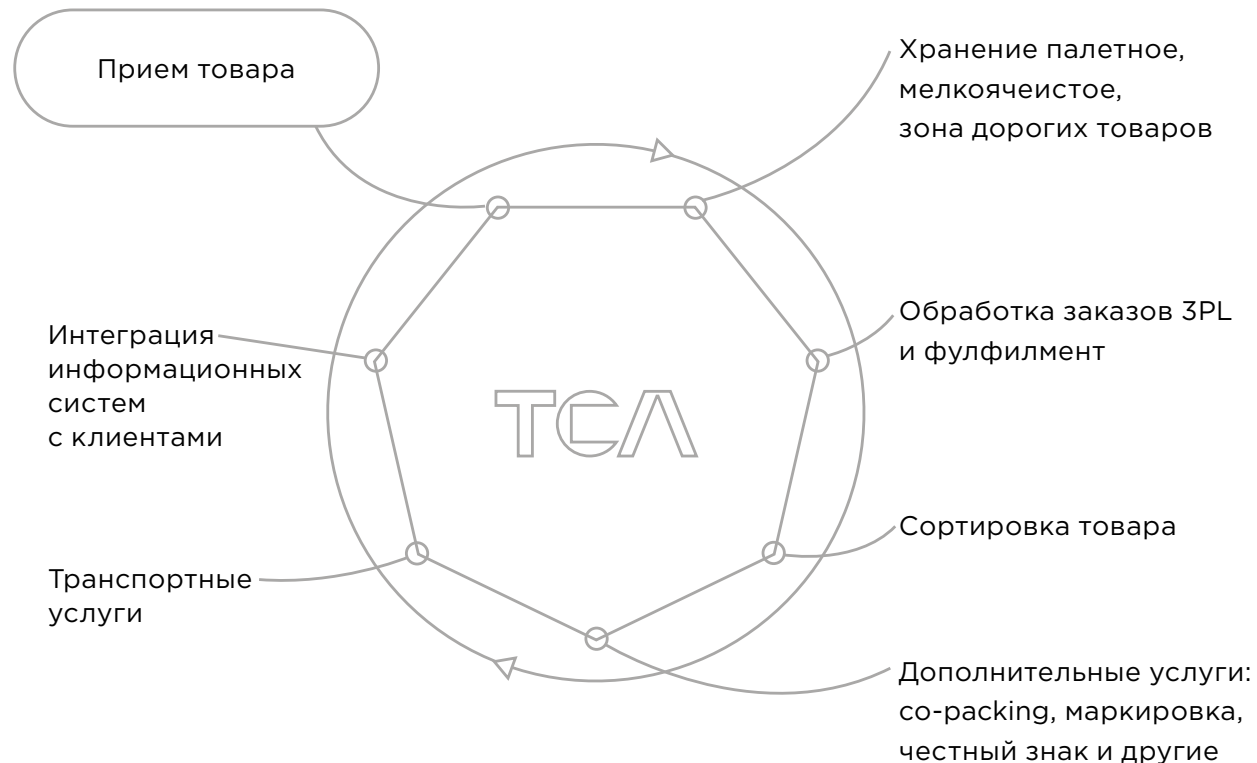 Прием товара
Хранение палетное,
мелкоячеистое,
зона дорогих товаров
Обработка заказов 3PL
и фулфилмент
Сортировка товара
Дополнительные услуги:
co-packing, маркировка,
честный знак и другие
Транспортные
услуги
Интеграция
информационных
систем
с клиентами
ТСЛ